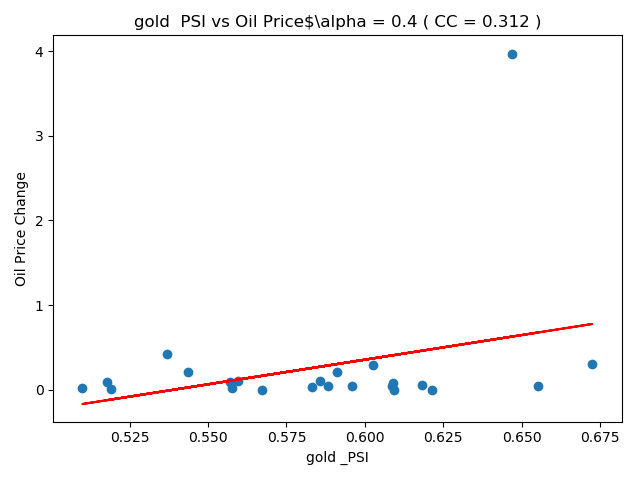 gold  PSI vs Oil Price$\alpha = 0.4 ( CC = 0.312 )
4
3
2
1
0
Oil Price Change
0.525 0.550 0.575 0.600 0.625 0.650 0.675
gold _PSI